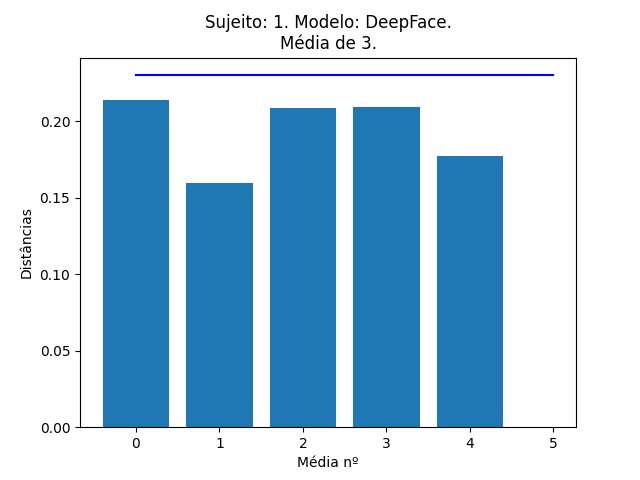 Sujeito: 1. Modelo: DeepFace.
Média de 3.
Distâncias
0.20
0.15
0.10
0.05
0.00
0 1 2 3 4 5
Média nº